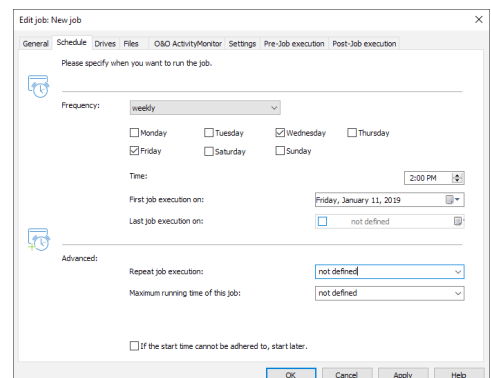 Edit job: New job
General Schedule Drives Files O&O ActivityMonitor Settings Pre-Job execution Post-Job execution
Please specify when you want to run the job.
Frequency: weekly
Monday Tuesday Wednesday Thursday
Friday Saturday Sunday
Time: 2:00 PM
First job execution on: Friday, January 11, 2019
Last job execution on: not defined
Advanced:
Repeat job execution: not defined
Maximum running time of this job: not defined
If the start time cannot be adhered to, start later.
OK Cancel Apply Help